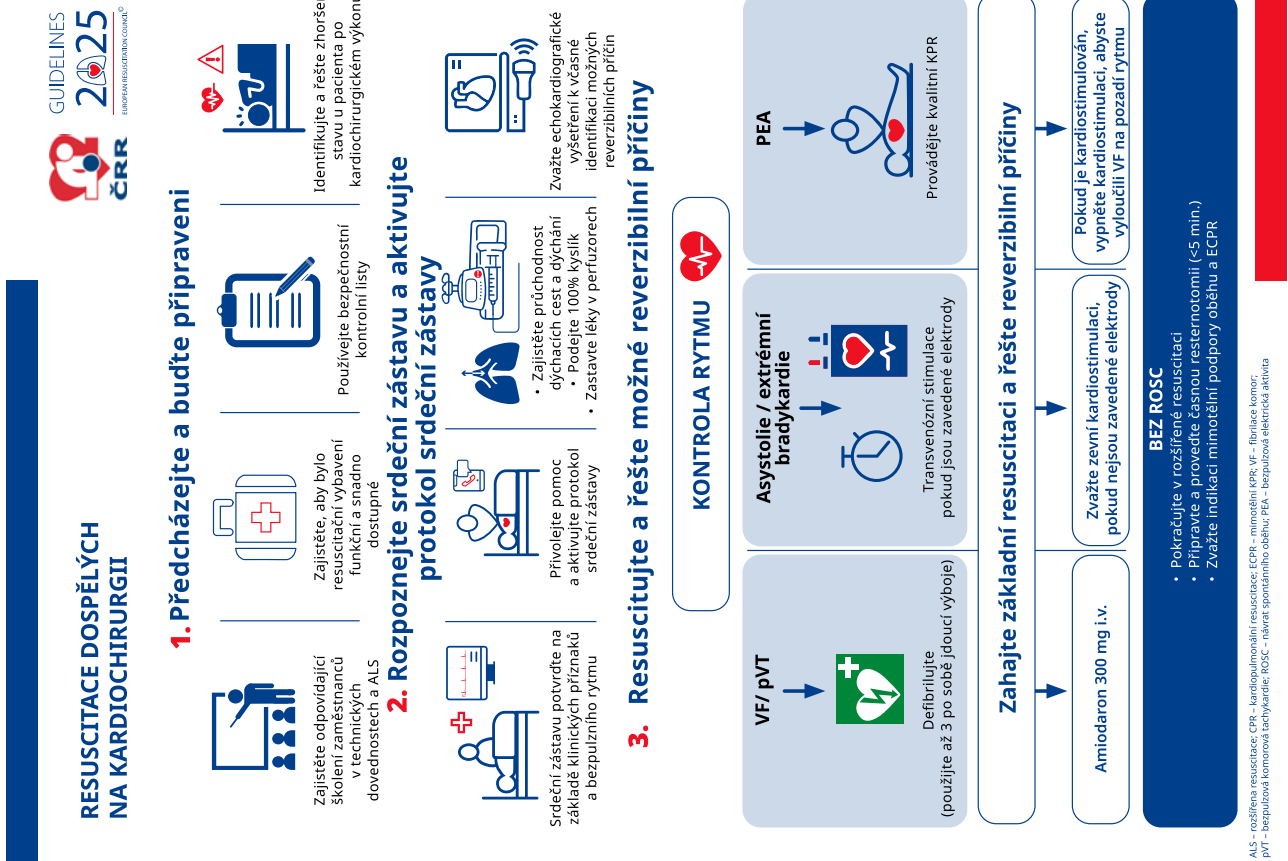 RESUSCITACE DOSPĚLÝCH
NA KARDIOCHIRURGII
ČRR
GUIDELINES
2025
EUROPEAN RESUSCITATION COUNCIL©
1. Předcházejte a buďte připraveni
Zajistěte odpovídající
školení zaměstnanců
v technických
dovednostech a ALS
Zajistěte, aby bylo
resuscitační vybavení
funkční a snadno
dostupné
Používejte bezpečnostní
kontrolní listy
Identifikujte a řešte zhoršen
stavu u pacienta po
kardiochirurgickém výkonu
2. Rozpoznejte srdeční zástavu a aktivujte
protokol srdeční zástavy
Srdeční zástavu potvrďte na
základě klinických příznaků
a bezpulzního rytmu
Přivolejte pomoc
a aktivujte protokol
srdeční zástavy
• Zajistěte průchodnost
dýchacích cest a dýchání
• Podejte 100% kyslík
• Zastavte léky v perfuzorech
Zvažte echokardiografické
vyšetření k včasné
identifikaci možných
reverzibilních příčin
3. Resuscitujte a řešte možné reverzibilní příčiny
KONTROLA RYTMU
VF/ pVT
Defibrilujte
(použijte až 3 po sobě jdoucí výboje)
Asystolie / extrémní
bradykardie
Transvenózní stimulace
pokud jsou zavedené elektrody
PEA
Provádějte kvalitní KPR
Zahajte základní resuscitaci a řešte reverzibilní příčiny
Amiodaron 300 mg i.v.
Zvažte zevní kardiostimulaci,
pokud nejsou zavedené elektrody
Pokud je kardiostimulován,
vypněte kardiostimulaci, abyste
vyloučili VF na pozadí rytmu
BEZ ROSC
• Pokračujte v rozšířené resuscitaci
• Připravte a proveďte časnou resternotomii (<5 min.)
• Zvažte indikaci mimotělní podpory oběhu a ECPR
ALS – rozšířena resuscitace; CPR – kardiopulmonální resuscitace; ECPR – mimotělní KPR; VF – fibrilace komor;
pVT – bezpulzová komorová tachykardie; ROSC – návrat spontánního oběhu; PEA – bezpulzová elektrická aktivita